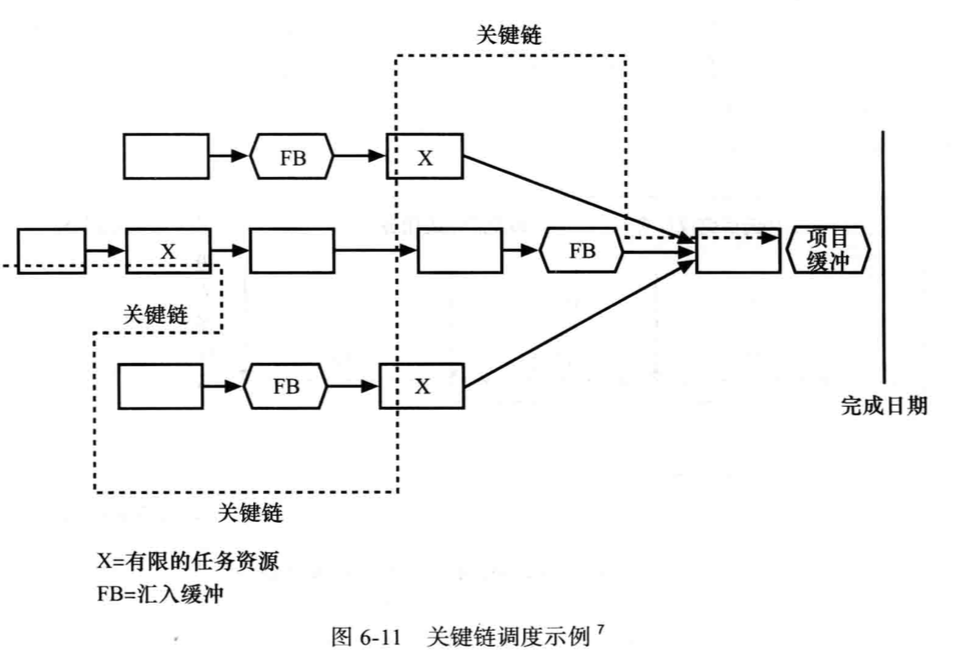 关键链
FB
X
X
FB
项目
缓冲
关键链
FB
X
完成日期
关键链
X=有限的任务资源
FB=汇入缓冲
图 6-11 关键链调度示例 7